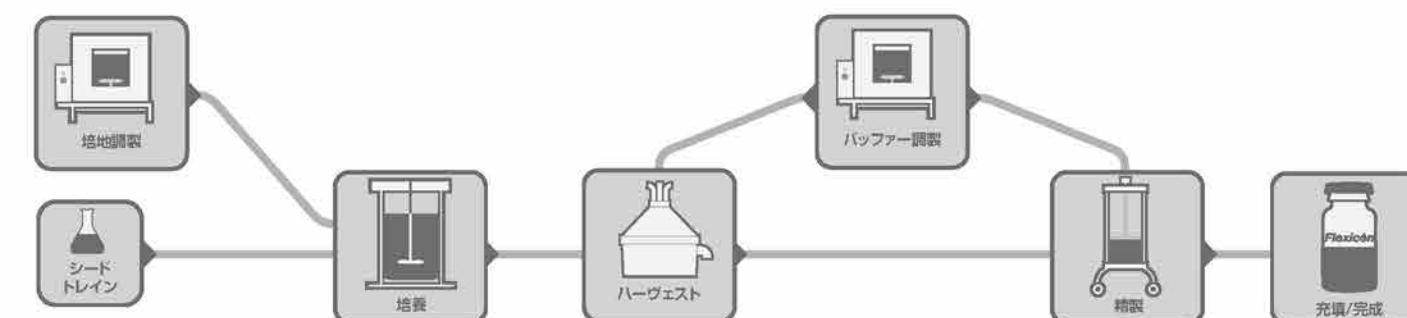 培地調製
バッファー調製
シード
トレイン
培養
ハーヴェスト
精製
Flexicon
充填/完成